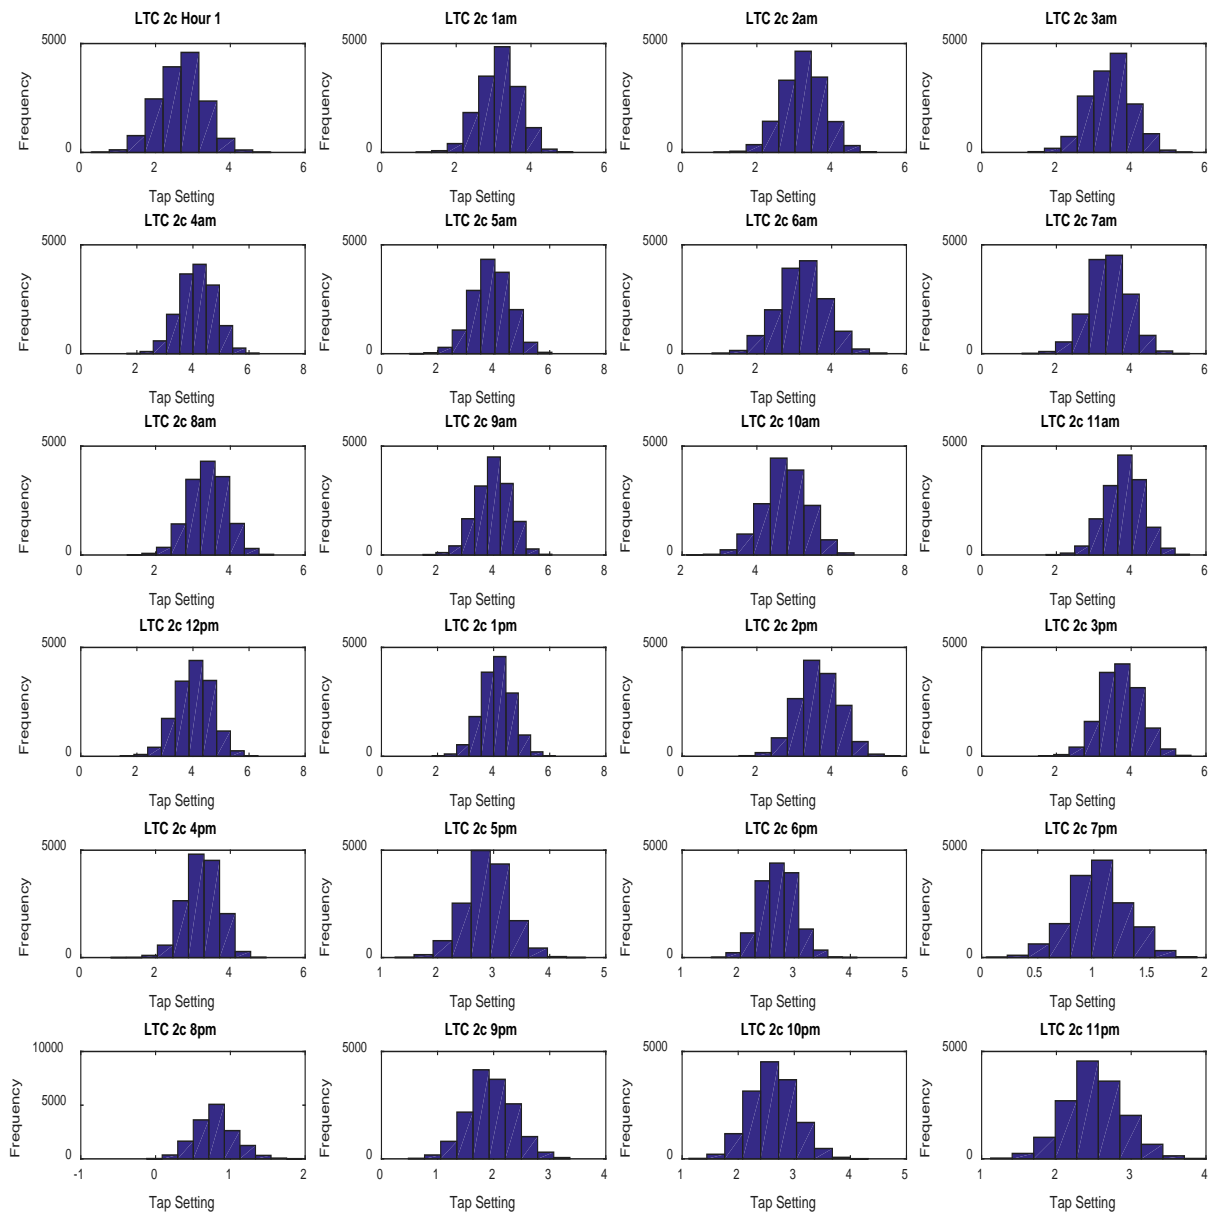 LTC 2c Hour 1 LTC 2c 1am LTC 2c 2am LTC 2c 3am
5000 5000 5000 5000
Frequency Frequency Frequency Frequency
0 0 0 0
0 2 4 6 0 2 4 6 0 2 4 6 0 2 4 6
Tap Setting Tap Setting Tap Setting Tap Setting
LTC 2c 4am LTC 2c 5am LTC 2c 6am LTC 2c 7am
5000 5000 5000 5000
Frequency Frequency Frequency Frequency
0 0 0 0
0 2 4 6 8 0 2 4 6 8 0 2 4 6 0 2 4 6
Tap Setting Tap Setting Tap Setting Tap Setting
LTC 2c 8am LTC 2c 9am LTC 2c 10am LTC 2c 11am
5000 5000 5000 5000
Frequency Frequency Frequency Frequency
0 0 0 0
0 2 4 6 0 2 4 6 8 2 4 6 8 0 2 4 6
Tap Setting Tap Setting Tap Setting Tap Setting
LTC 2c 12pm LTC 2c 1pm LTC 2c 2pm LTC 2c 3pm
5000 5000 5000 5000
Frequency Frequency Frequency Frequency
0 0 0 0
0 2 4 6 8 0 2 4 6 8 0 2 4 6 0 2 4 6
Tap Setting Tap Setting Tap Setting Tap Setting
LTC 2c 4pm LTC 2c 5pm LTC 2c 6pm LTC 2c 7pm
5000 5000 5000 5000
Frequency Frequency Frequency Frequency
0 0 0 0
0 2 4 6 1 2 3 4 5 1 2 3 4 5 0 0.5 1 1.5 2
Tap Setting Tap Setting Tap Setting Tap Setting
LTC 2c 8pm LTC 2c 9pm LTC 2c 10pm LTC 2c 11pm
10000 5000 5000 5000
5000
Frequency Frequency Frequency Frequency
0 0 0 0
-1 0 1 2 0 1 2 3 4 1 2 3 4 5 1 2 3 4
Tap Setting Tap Setting Tap Setting Tap Setting